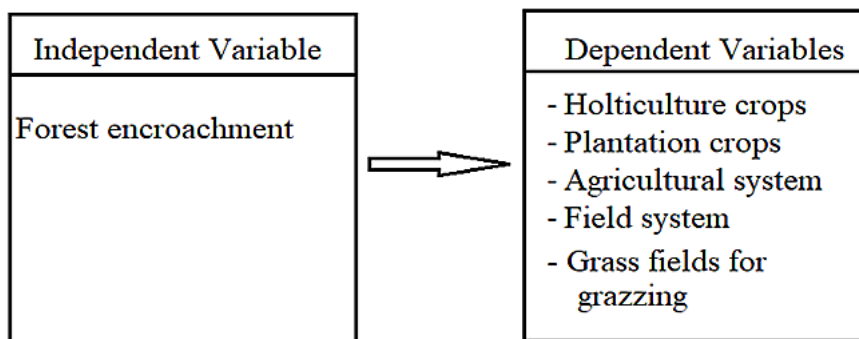 Independent Variable
Forest encroachment
Dependent Variables
- Holticulture crops
- Plantation crops
- Agricultural system
- Field system
- Grass fields for
grazzing